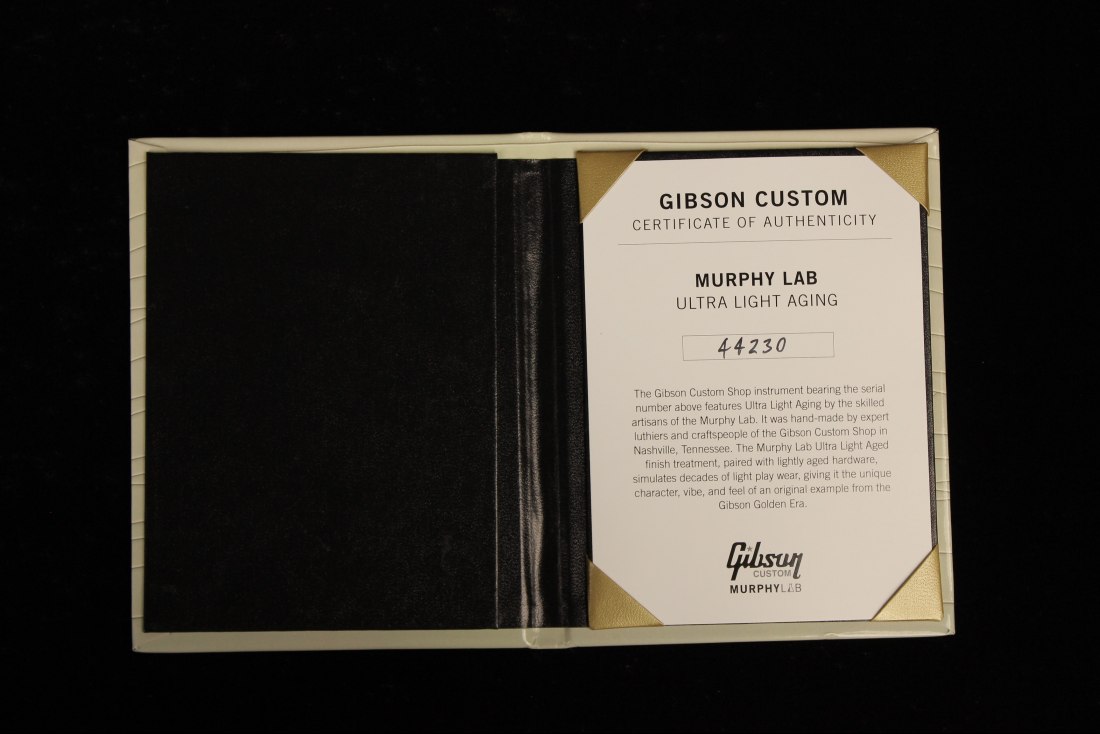 GIBSON CUSTOM
CERTIFICATE OF AUTHENTICITY
MURPHY LAB
ULTRA LIGHT AGING
44230
The Gibson Custom Shop instrument bearing the serial
number above features Ultra Light Aging by the skilled
artisans of the Murphy Lab. It was hand-made by expert
luthiers and craftspeople of the Gibson Custom Shop in
Nashville, Tennessee. The Murphy Lab Ultra Light Aged
finish treatment, paired with lightly aged hardware,
simulates decades of light play wear, giving it the unique
character, vibe, and feel of an original example from the
Gibson Golden Era.
Gibson
CUSTOM
MURPHYLAB